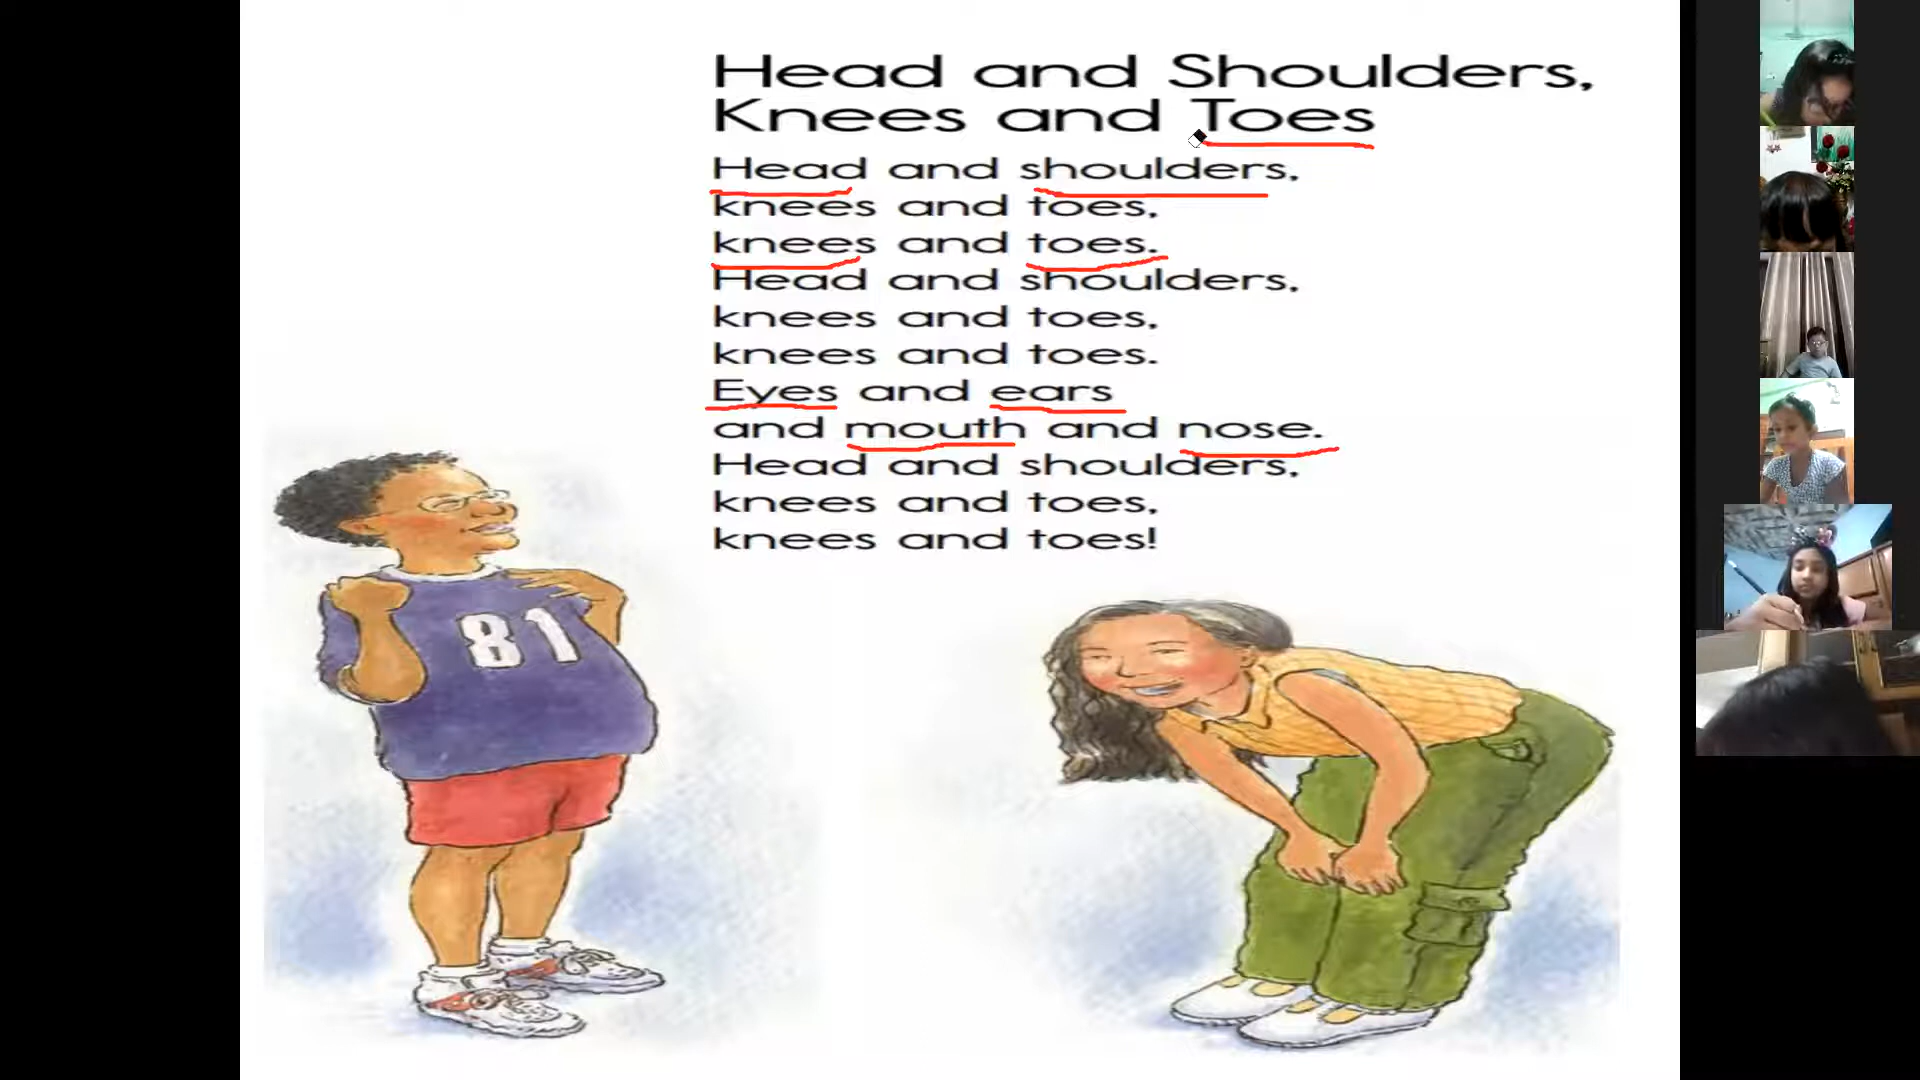 Head and Shoulders,
Knees and Toes
Head and shoulders,
knees and toes,
knees and toes.
Head and shoulders,
knees and toes,
knees and toes.
Eyes and ears
and mouth and nose.
Head and shoulders,
knees and toes,
knees and toes!
81